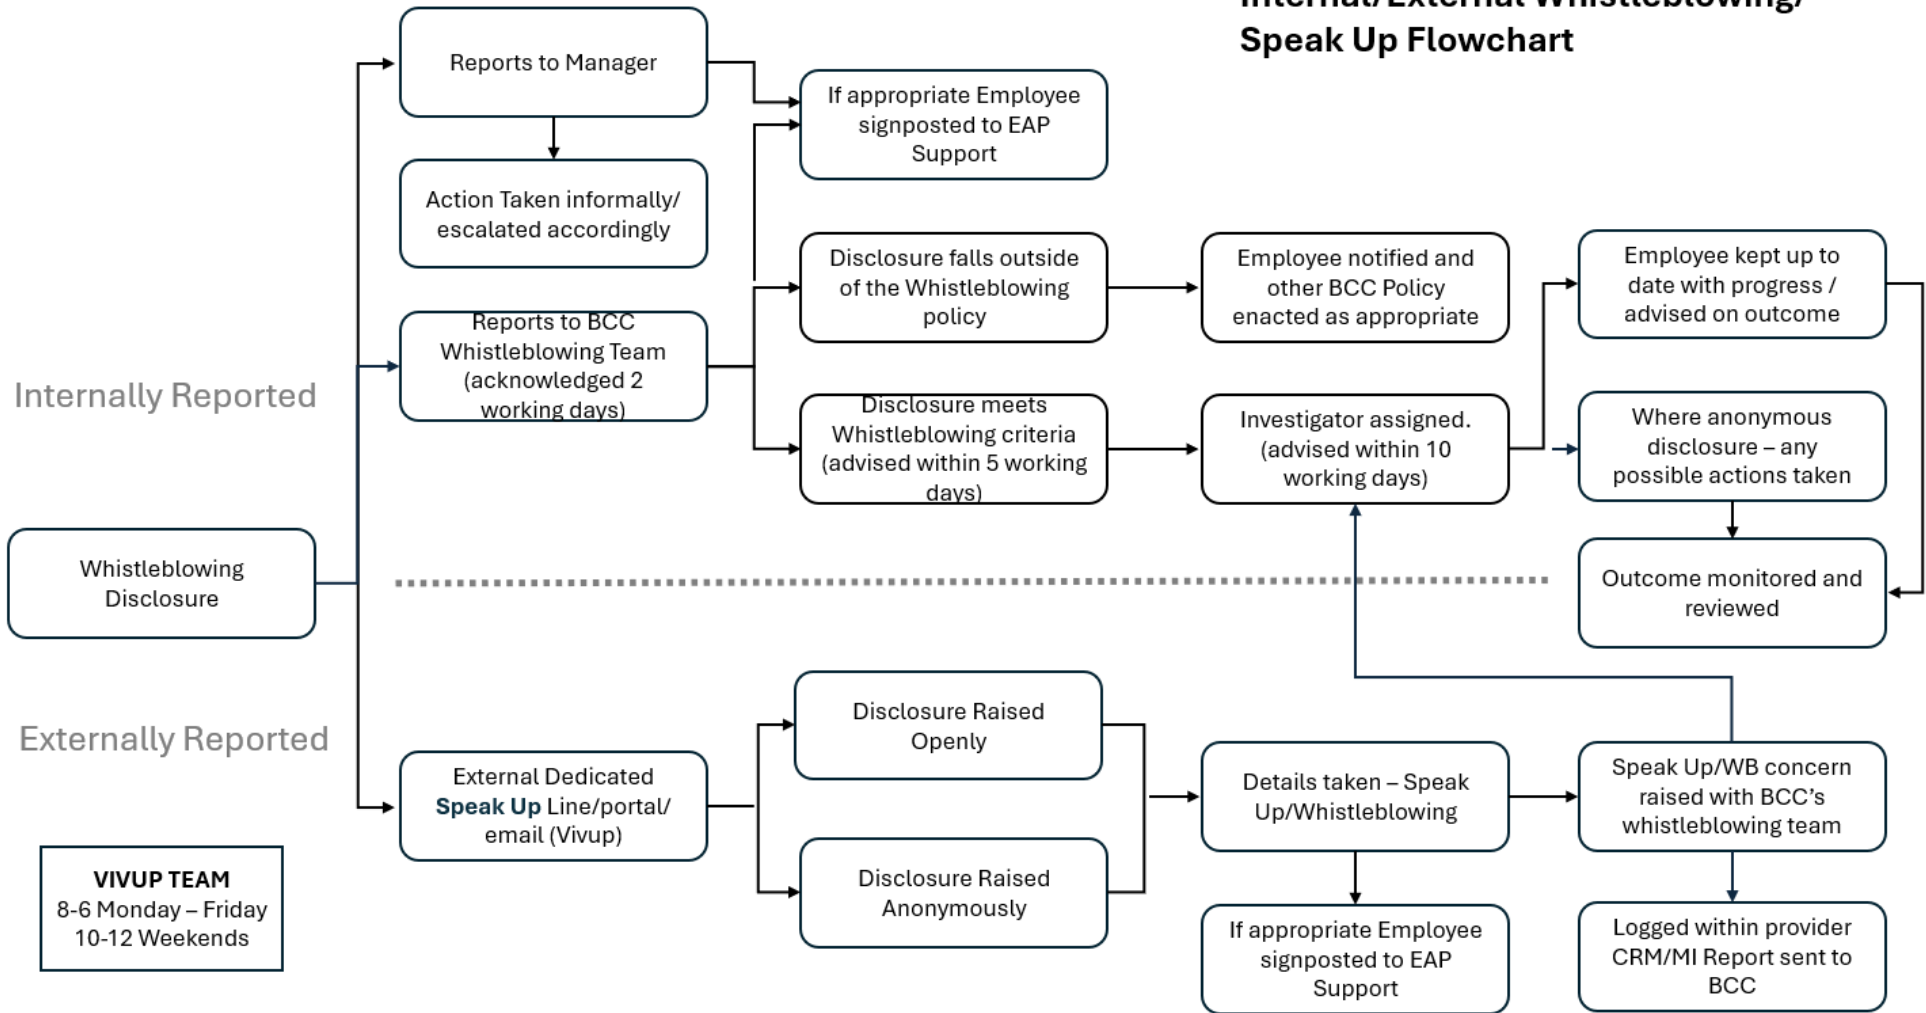 Internal/External Whistleblowing/
Speak Up Flowchart
Reports to Manager
If appropriate Employee
signposted to EAP
Support
Action Taken informally/
escalated accordingly
Disclosure falls outside
of the Whistleblowing
policy
Employee notified and
other BCC Policy
enacted as appropriate
Employee kept up to
date with progress /
advised on outcome
Reports to BCC
Whistleblowing Team
(acknowledged 2
working days)
Internally Reported
Disclosure meets
Whistleblowing criteria
(advised within 5 working
days)
Investigator assigned.
(advised within 10
working days)
Where anonymous
disclosure – any
possible actions taken
Whistleblowing
Disclosure
Outcome monitored and
reviewed
Externally Reported
Disclosure Raised
Openly
External Dedicated
Speak Up Line/portal/
email (Vivup)
Details taken – Speak
Up/Whistleblowing
Speak Up/WB concern
raised with BCC’s
whistleblowing team
VIVUP TEAM
8-6 Monday – Friday
10-12 Weekends
Disclosure Raised
Anonymously
If appropriate Employee
signposted to EAP
Support
Logged within provider
CRM/MI Report sent to
BCC